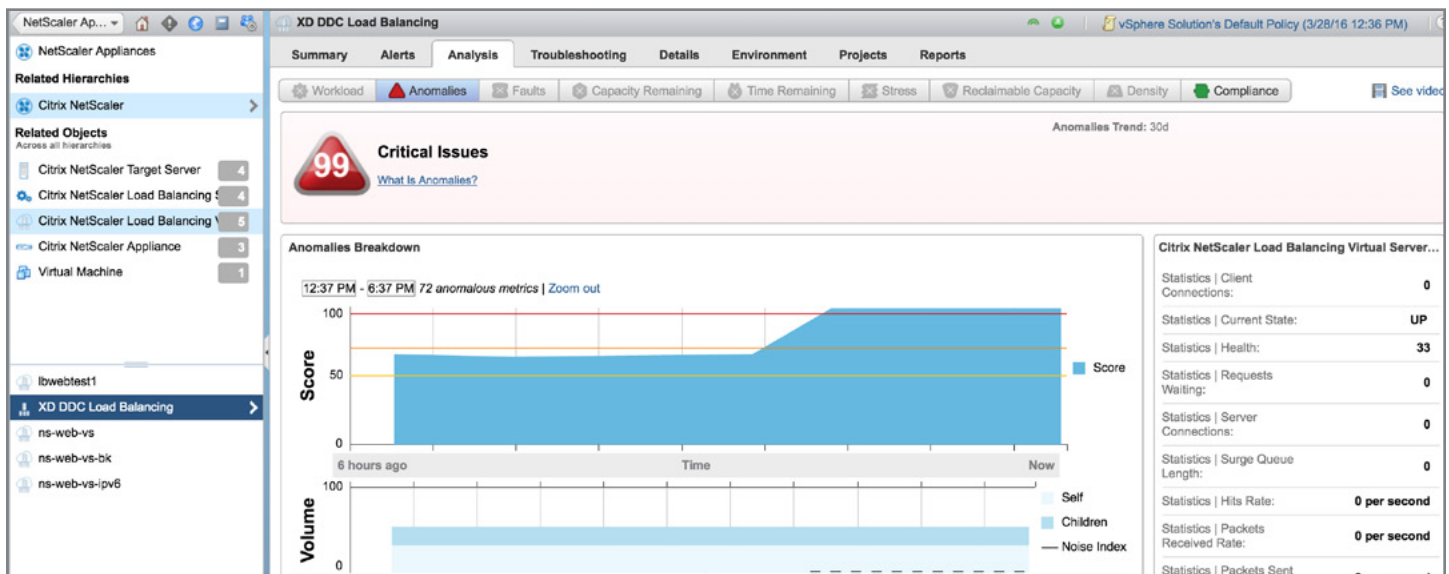 NetScaler Ap...
XD DDC Load Balancing
vSphere Solution's Default Policy (3/28/16 12:36 PM)
NetScaler Appliances
Related Hierarchies
Citrix NetScaler
Related Objects
Across all hierarchies
Citrix NetScaler Target Server 4
Citrix NetScaler Load Balancing S 4
Citrix NetScaler Load Balancing V 5
Citrix NetScaler Appliance 3
Virtual Machine 1
lbwebtest1
XD DDC Load Balancing
ns-web-vs
ns-web-vs-bk
ns-web-vs-ipv6
Summary Alerts Analysis Troubleshooting Details Environment Projects Reports
Workload Anomalies Faults Capacity Remaining Time Remaining Stress Reclaimable Capacity Density Compliance See video
Anomalies Trend: 30d
99
Critical Issues
What Is Anomalies?
Anomalies Breakdown
12:37 PM - 6:37 PM 72 anomalous metrics | Zoom out
100
50
0
Score
Score
6 hours ago Time Now
100
0
Volume
Self
Children
Noise Index
Citrix NetScaler Load Balancing Virtual Server...
Statistics | Client
Connections: 0
Statistics | Current State: UP
Statistics | Health: 33
Statistics | Requests
Waiting: 0
Statistics | Server
Connections: 0
Statistics | Surge Queue
Length: 0
Statistics | Hits Rate: 0 per second
Statistics | Packets
Received Rate: 0 per second
Statistics | Packets Sent